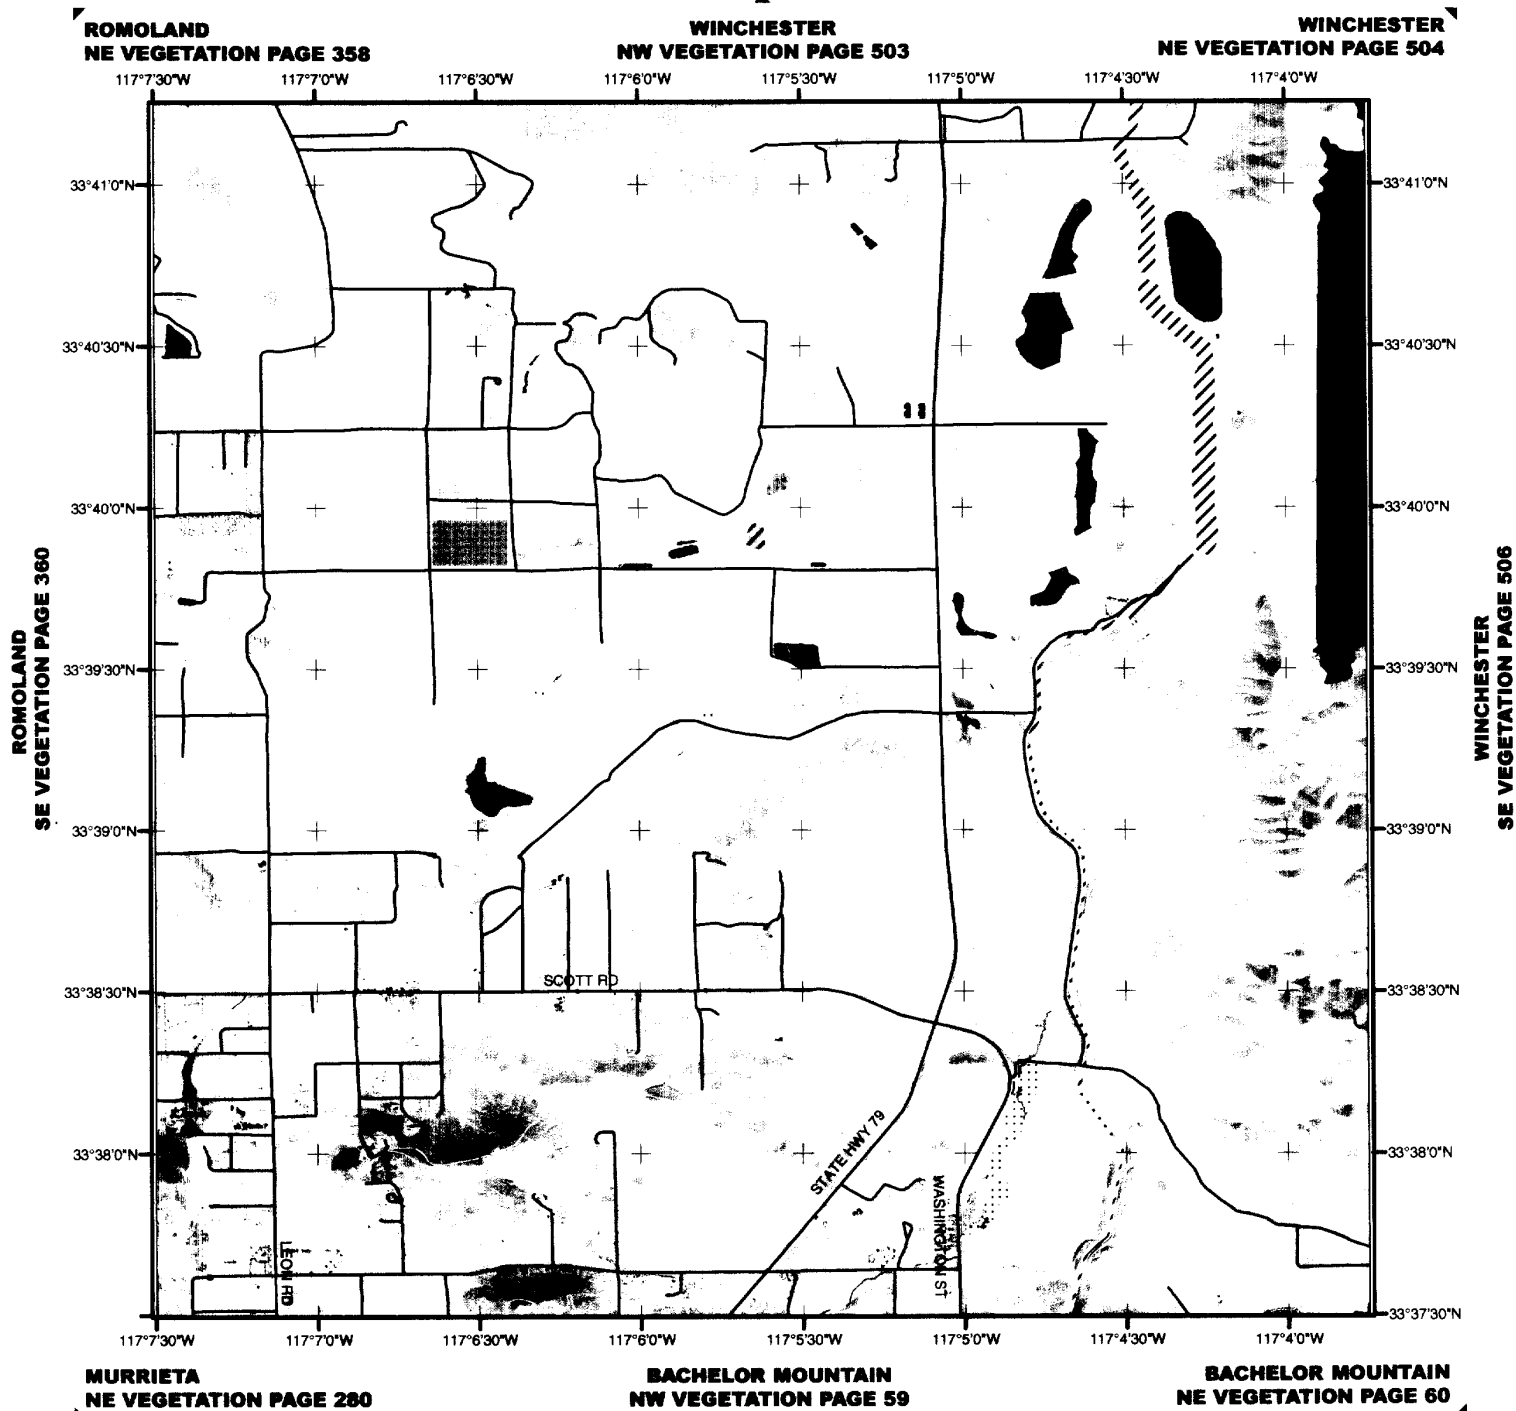 ROMOLAND
NE VEGETATION PAGE 358
WINCHESTER
NW VEGETATION PAGE 503
WINCHESTER
NE VEGETATION PAGE 504
117°7'30"W 117°7'0"W 117°6'30"W 117°6'0"W 117°5'30"W 117°5'0"W 117°4'30"W 117°4'0"W
33°41'0"N 33°41'0"N
33°40'30"N 33°40'30"N
33°40'0"N 33°40'0"N
ROMOLAND
SE VEGETATION PAGE 360
WINCHESTER
SE VEGETATION PAGE 506
33°39'30"N 33°39'30"N
33°39'0"N 33°39'0"N
SCOTT RD
33°38'30"N 33°38'30"N
STATE HWY 79
33°38'0"N 33°38'0"N
WASHINGTON ST
LEON RD
33°37'30"N
117°7'30"W 117°7'0"W 117°6'30"W 117°6'0"W 117°5'30"W 117°5'0"W 117°4'30"W 117°4'0"W
MURRIETA
NE VEGETATION PAGE 280
BACHELOR MOUNTAIN
NW VEGETATION PAGE 59
BACHELOR MOUNTAIN
NE VEGETATION PAGE 60